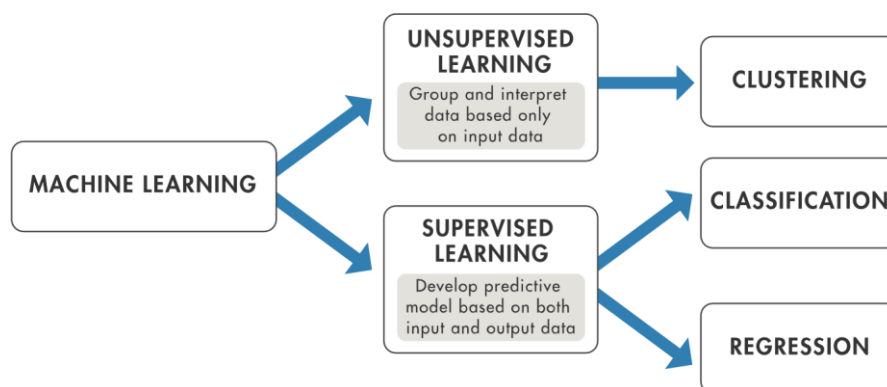 MACHINE LEARNING
UNSUPERVISED
LEARNING
Group and interpret
data based only
on input data
CLUSTERING
SUPERVISED
LEARNING
Develop predictive
model based on both
input and output data
CLASSIFICATION
REGRESSION